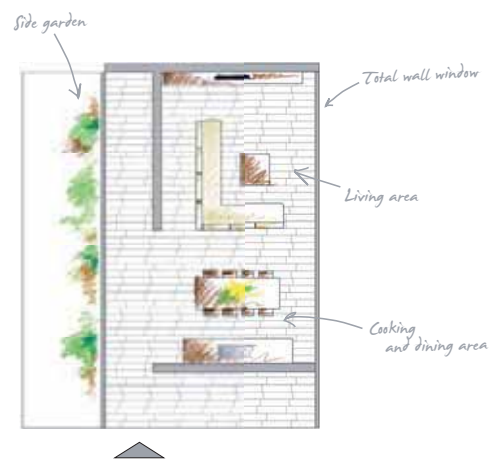 Side garden
Total wall window
Living area
Cooking
and dining area